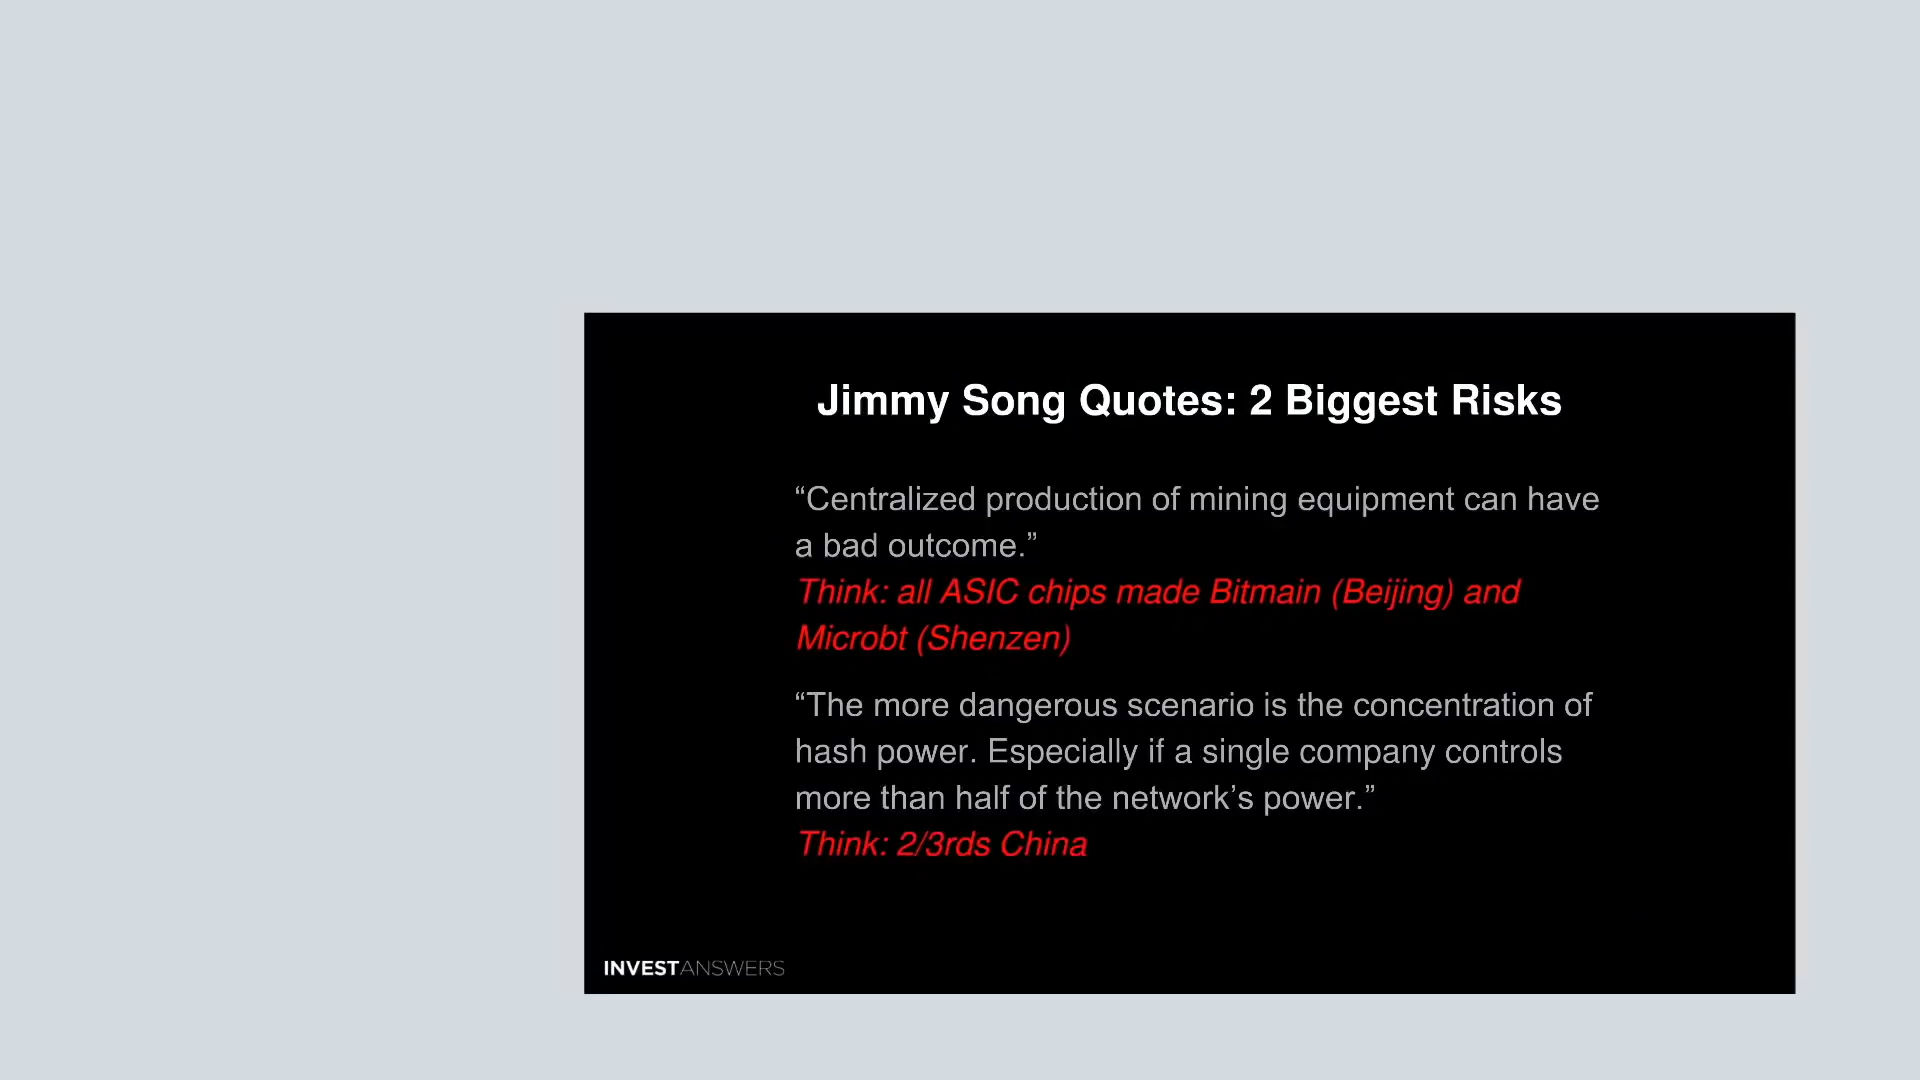 Jimmy Song Quotes: 2 Biggest Risks
“Centralized production of mining equipment can have
a bad outcome.”
Think: all ASIC chips made Bitmain (Beijing) and
Microbt (Shenzen)
“The more dangerous scenario is the concentration of
hash power. Especially if a single company controls
more than half of the network’s power.”
Think: 2/3rds China
INVESTANSWERS